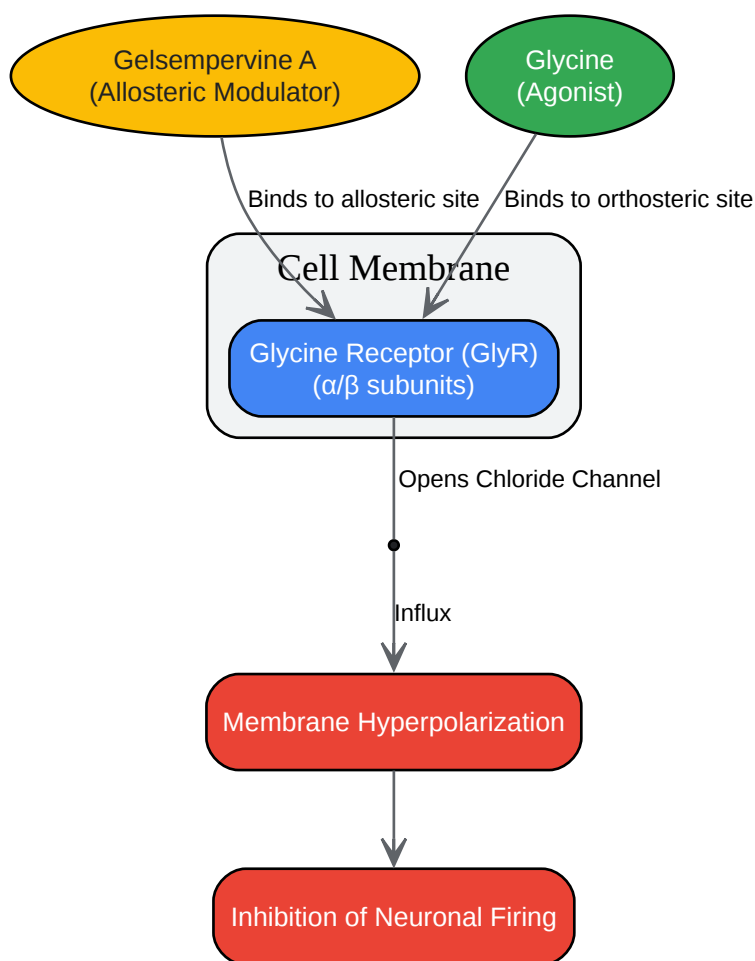 Gelsempervine A
(Allosteric Modulator)
Glycine
(Agonist)
Binds to allosteric site
Binds to orthosteric site
Cell Membrane
Glycine Receptor (GlyR)
(α/β subunits)
Opens Chloride Channel
Influx
Membrane Hyperpolarization
Inhibition of Neuronal Firing